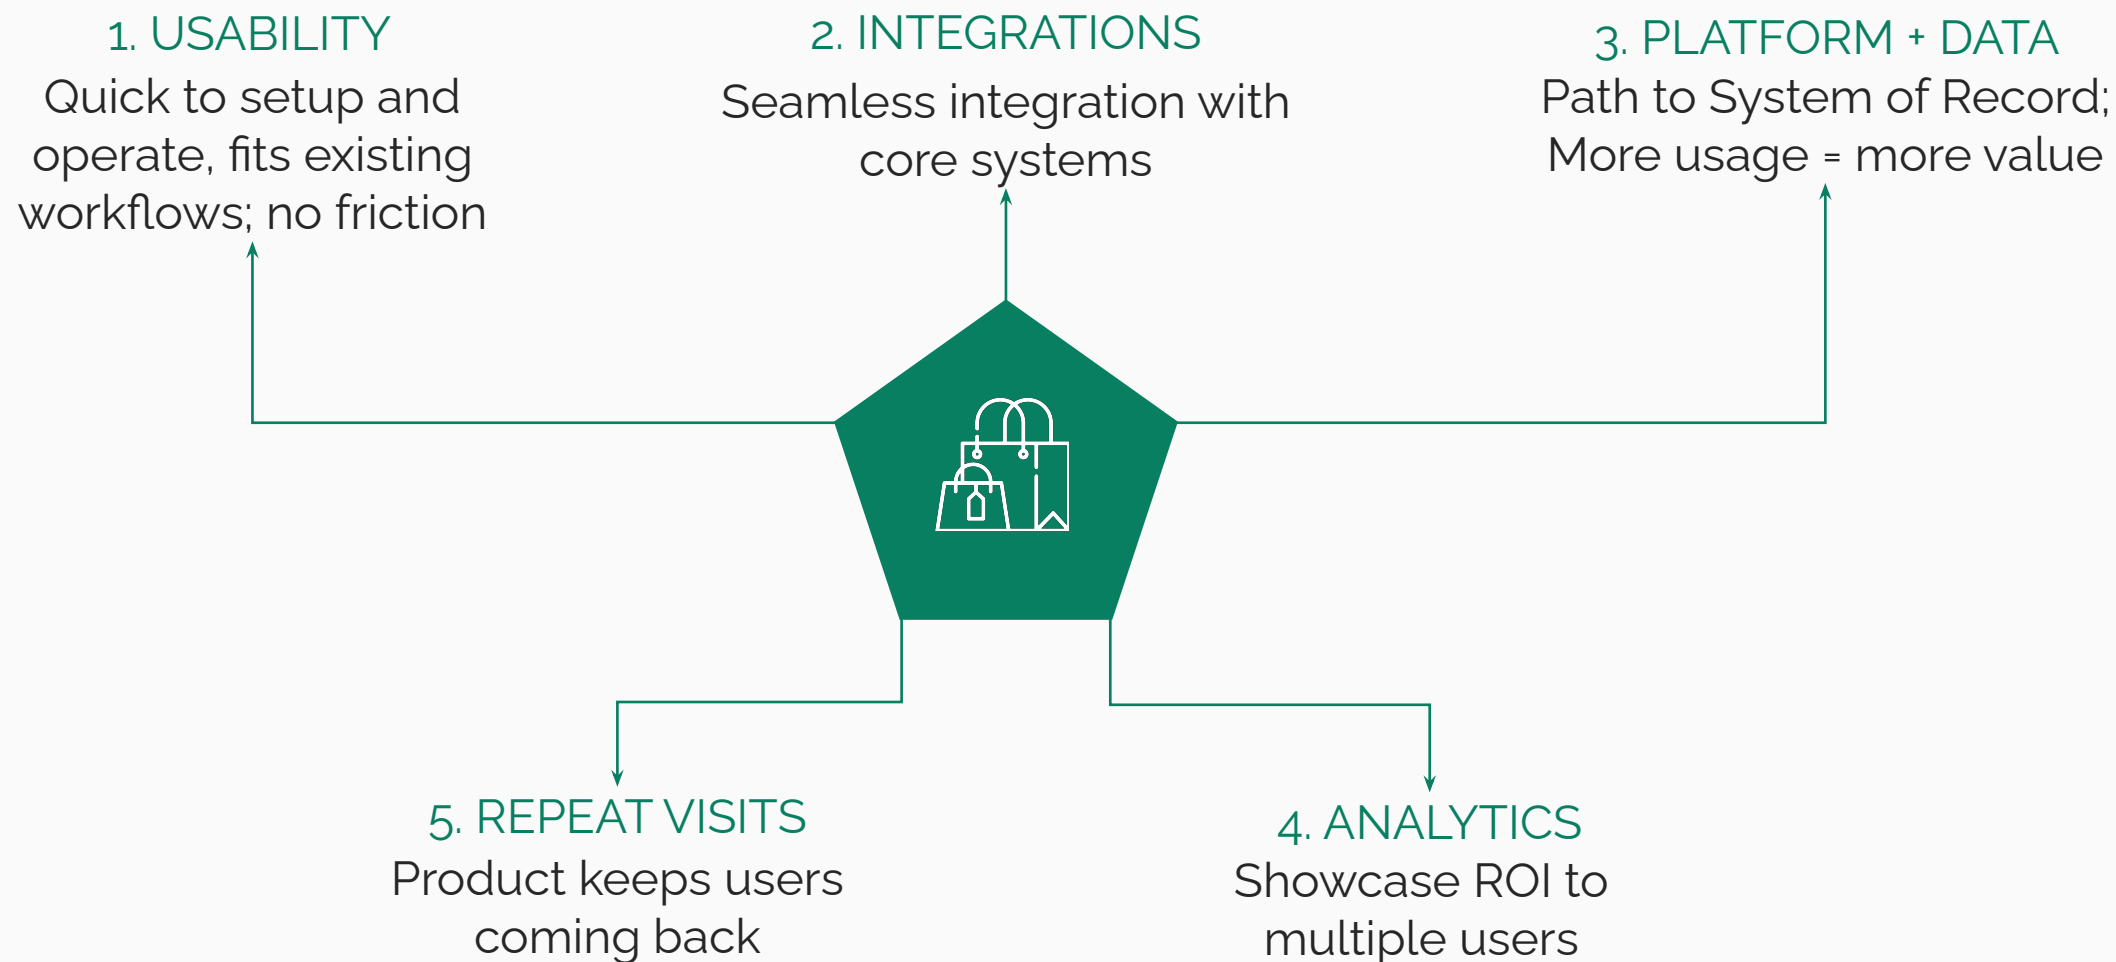 1. USABILITY
Quick to setup and
operate, fits existing
workflows; no friction
2. INTEGRATIONS
Seamless integration with
core systems
3. PLATFORM + DATA
Path to System of Record;
More usage = more value
5. REPEAT VISITS
Product keeps users
coming back
4. ANALYTICS
Showcase ROI to
multiple users